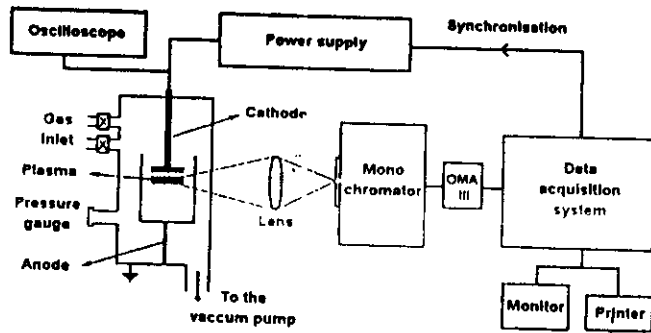 Oscilloscope
Power supply
Synchronisation
Gas
Inlet
Cathode
Plasma
Pressure
gauge
Anode
Lens
Mono
chromator
OMA
III
Data
acquisition
system
To the
vaccum pump
Monitor
Printer